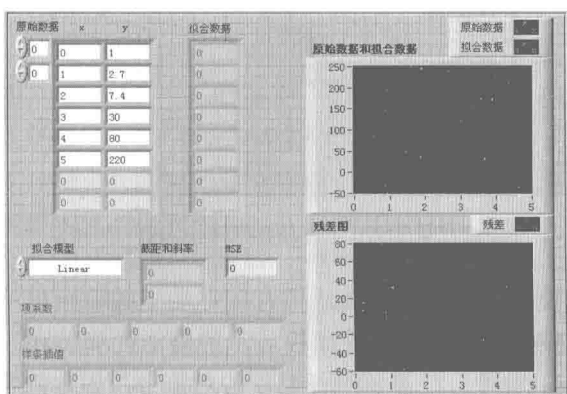 原始数据 x y
拟合数据
0 0 1 0
0 1 2.7 0
2 7.4 0
3 30 0
4 80 0
5 220 0
0 0 0
0 0 0
拟合模型
Linear
截距和斜率
0
0
MSE
0
项系数
0 0 0 0 0
样条插值
0 0 0 0 0 0
原始数据
拟合数据
原始数据和拟合数据
250
200
150
100
50
0
-50
0 1 2 3 4 5
残差图
残差
80
60
40
20
0
-20
-40
-60
0 1 2 3 4 5